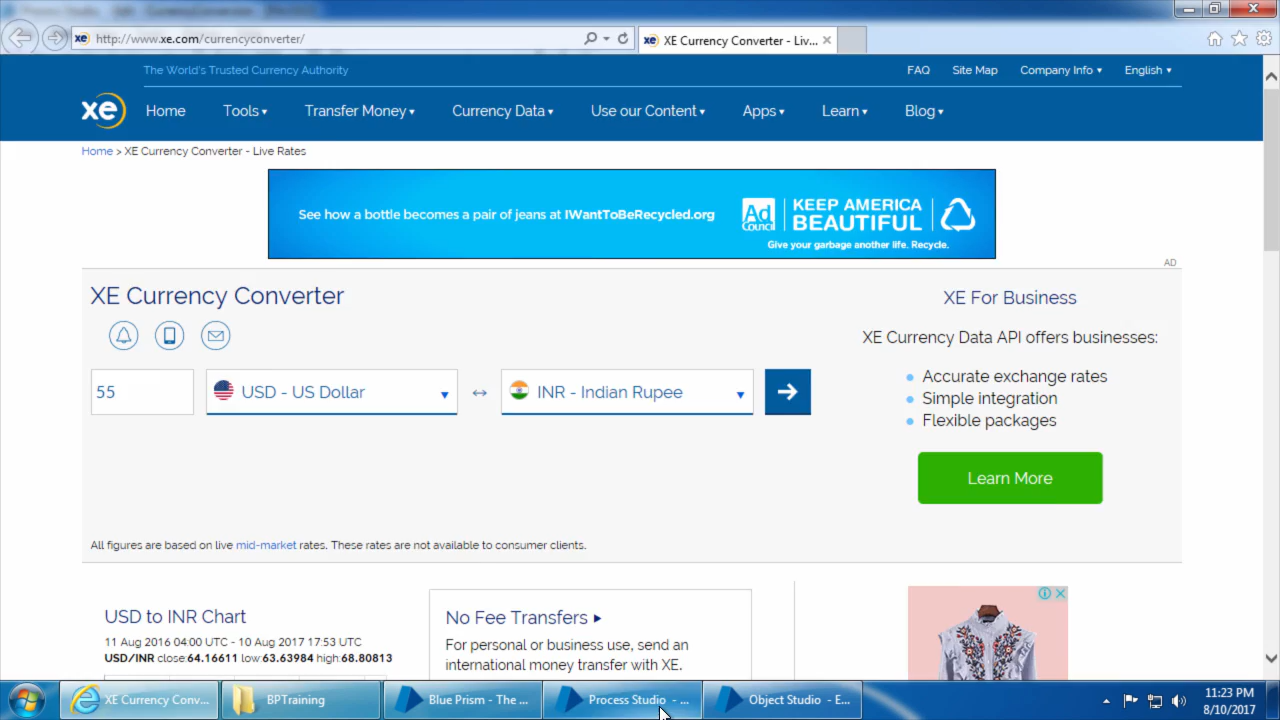 http://www.xe.com/currencyconverter/
XE Currency Converter - Liv...
The World's Trusted Currency Authority
FAQ Site Map Company Info English
xe Home Tools Transfer Money Currency Data Use our Content Apps Learn Blog
Home > XE Currency Converter - Live Rates
See how a bottle becomes a pair of jeans at IWantToBeRecycled.org
Ad Council
KEEP AMERICA
BEAUTIFUL
Give your garbage another life. Recycle.
AD
XE Currency Converter
55 USD - US Dollar INR - Indian Rupee
XE For Business
XE Currency Data API offers businesses:
Accurate exchange rates
Simple integration
Flexible packages
Learn More
All figures are based on live mid-market rates. These rates are not available to consumer clients.
USD to INR Chart
11 Aug 2016 04:00 UTC - 10 Aug 2017 17:53 UTC
USD/INR close:64.16611 low:63.63984 high:68.80813
No Fee Transfers
For personal or business use, send an
international money transfer with XE.
XE Currency Conv... BPTraining Blue Prism - The ... Process Studio - ... Object Studio - E...
11:23 PM
8/10/2017